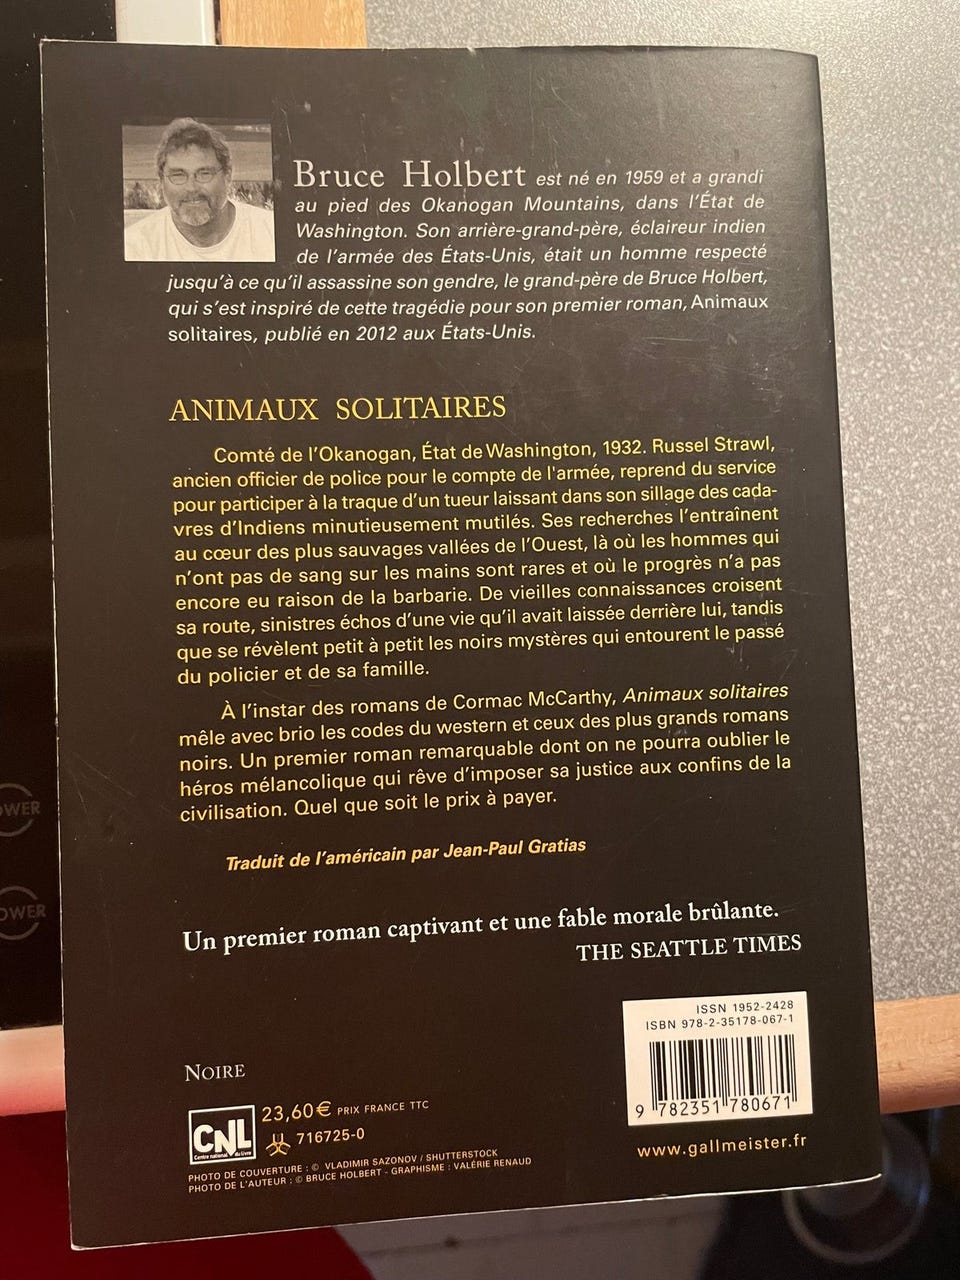 Bruce Holbert est né en 1959 et a grandi
au pied des Okanogan Mountains, dans l'État de
Washington. Son arrière-grand-père, éclaireur indien
de l'armée des États-Unis, était un homme respecté
jusqu'à ce qu'il assassine son gendre, le grand-père de Bruce Holbert,
qui s'est inspiré de cette tragédie pour son premier roman, Animaux
solitaires, publié en 2012 aux États-Unis.
ANIMAUX SOLITAIRES
Comté de l'Okanogan, État de Washington, 1932. Russel Strawl,
ancien officier de police pour le compte de l'armée, reprend du service
pour participer à la traque d'un tueur laissant dans son sillage des cada-
vres d'Indiens minutieusement mutilés. Ses recherches l'entraînent
au cœur des plus sauvages vallées de l'Ouest, là où les hommes qui
n'ont pas de sang sur les mains sont rares et où le progrès n'a pas
encore eu raison de la barbarie. De vieilles connaissances croisent
sa route, sinistres échos d'une vie qu'il avait laissée derrière lui, tandis
que se révèlent petit à petit les noirs mystères qui entourent le passé
du policier et de sa famille.
À l'instar des romans de Cormac McCarthy, Animaux solitaires
mêle avec brio les codes du western et ceux des plus grands romans
noirs. Un premier roman remarquable dont on ne pourra oublier le
héros mélancolique qui rêve d'imposer sa justice aux confins de la
civilisation. Quel que soit le prix à payer.
Traduit de l'américain par Jean-Paul Gratias
Un premier roman captivant et une fable morale brûlante.
THE SEATTLE TIMES
ISSN 1952-2428
ISBN 978-2-35178-067-1
9 782351 780671
www.gallmeister.fr
NOIRE
CNL
Centre national du livre
23,60€ PRIX FRANCE TTC
716725-0
PHOTO DE COUVERTURE : © VLADIMIR SAZONOV / SHUTTERSTOCK
PHOTO DE L'AUTEUR : © BRUCE HOLBERT - GRAPHISME : VALÉRIE RENAUD
OWER
OWER